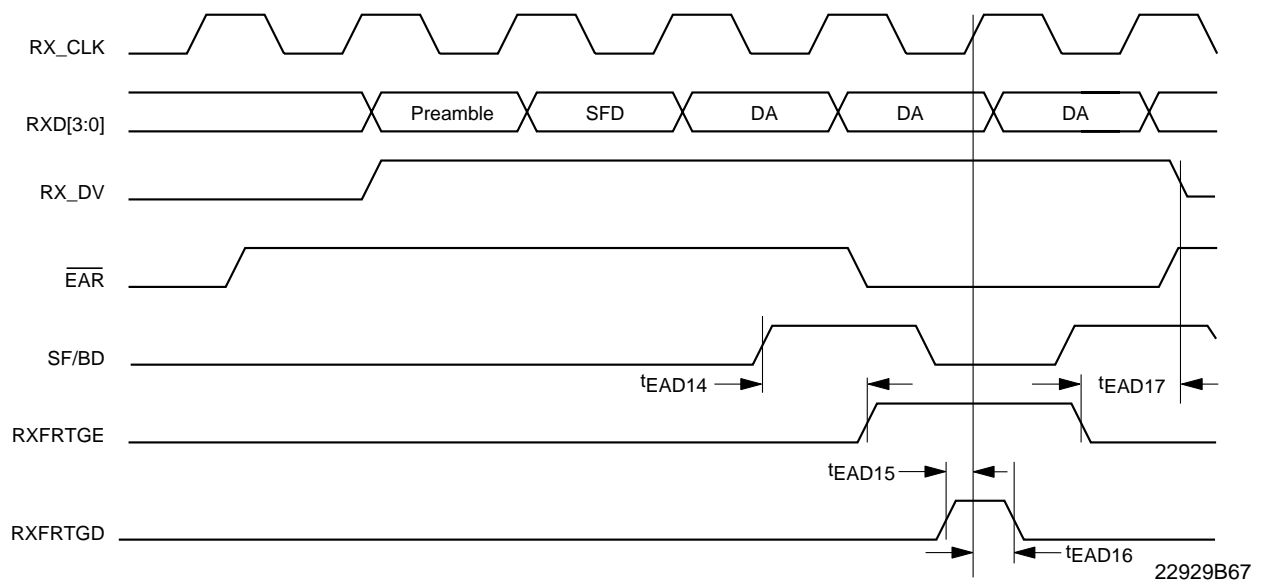 RX_CLK
RXD[3:0]
Preamble
SFD
DA
DA
DA
RX_DV
EAR
SF/BD
tEAD14
tEAD17
RXFRTGE
tEAD15
RXFRTGD
tEAD16
22929B67